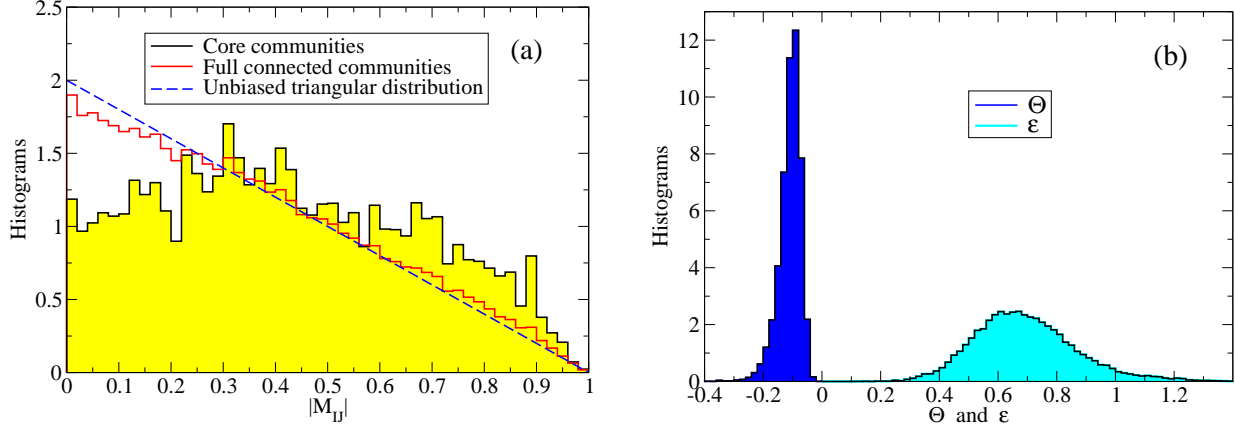 2.5
2
1.5
1
0.5
0
Histograms
Core communities
Full connected communities
Unbiased triangular distribution
(a)
0 0.1 0.2 0.3 0.4 0.5 0.6 0.7 0.8 0.9 1
|M_IJ|
12
10
8
6
4
2
0
Histograms
Θ
ε
(b)
-0.4 -0.2 0 0.2 0.4 0.6 0.8 1 1.2
Θ and ε